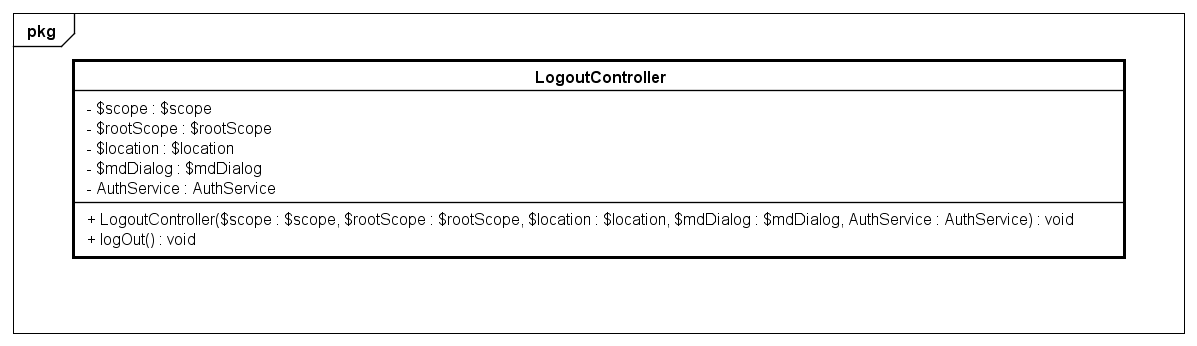 pkg
LogoutController
- $scope : $scope
- $rootScope : $rootScope
- $location : $location
- $mdDialog : $mdDialog
- AuthService : AuthService
+ LogoutController($scope : $scope, $rootScope : $rootScope, $location : $location, $mdDialog : $mdDialog, AuthService : AuthService) : void
+ logOut() : void